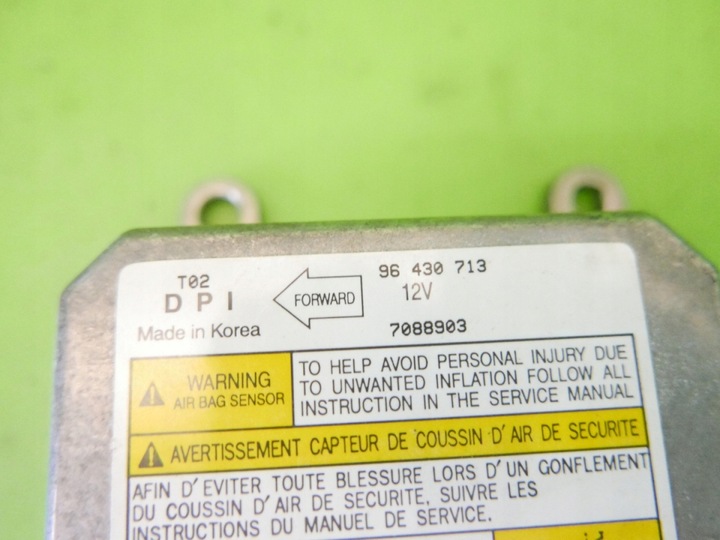 T02
DPI
Made in Korea
FORWARD
96 430 713
12V
7088903
WARNING
AIR BAG SENSOR
TO HELP AVOID PERSONAL INJURY DUE
TO UNWANTED INFLATION FOLLOW ALL
INSTRUCTION IN THE SERVICE MANUAL
AVERTISSEMENT CAPTEUR DE COUSSIN D'AIR DE SECURITE
AFIN D'EVITER TOUTE BLESSURE LORS D'UN GONFLEMENT
DU COUSSIN D'AIR DE SECURITE, SUIVRE LES
INSTRUCTIONS DU MANUEL DE SERVICE.